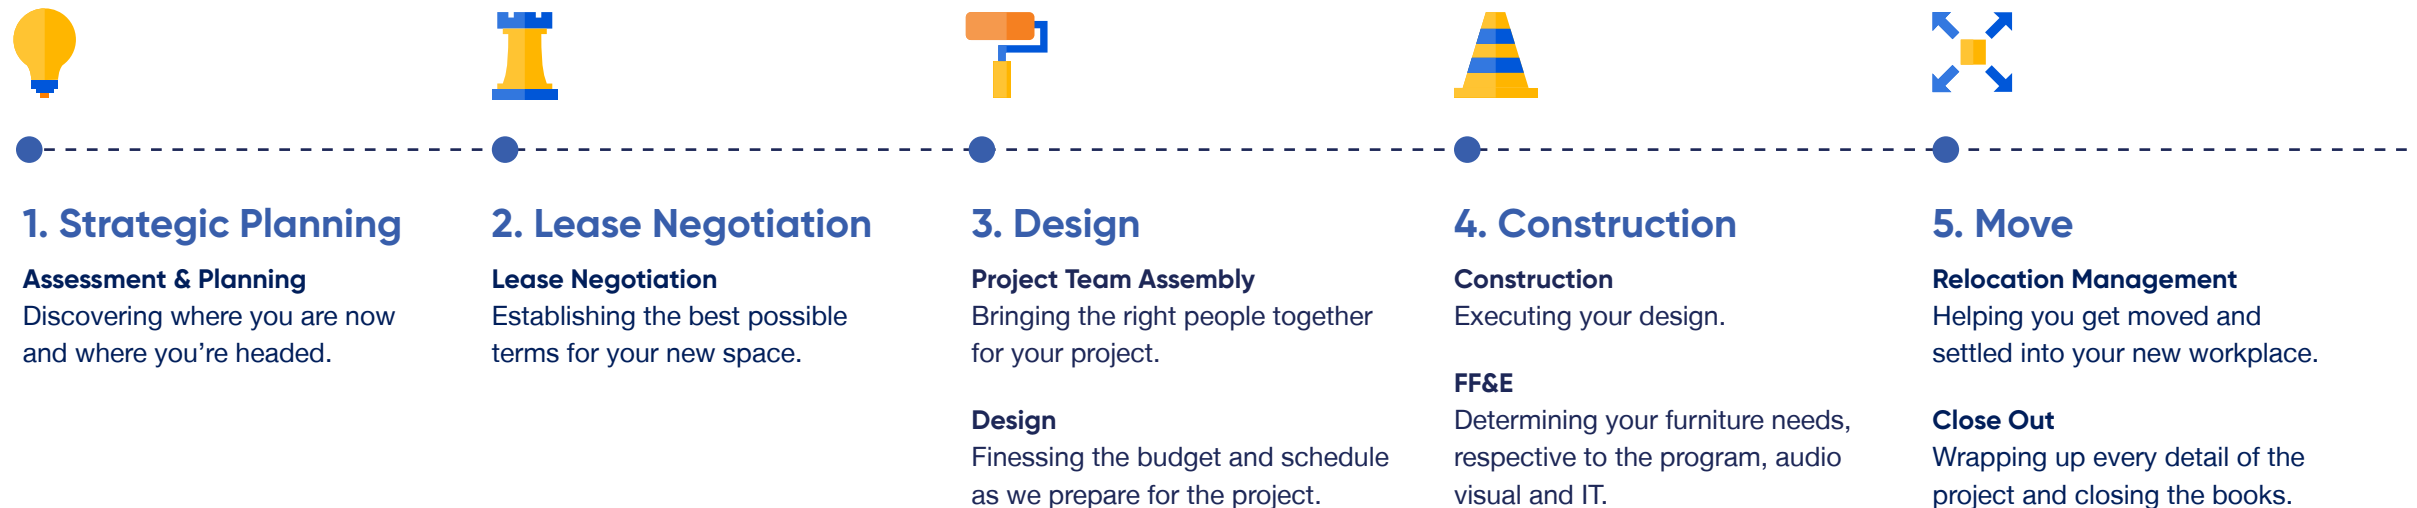 1. Strategic Planning
Assessment & Planning
Discovering where you are now
and where you’re headed.
2. Lease Negotiation
Lease Negotiation
Establishing the best possible
terms for your new space.
3. Design
Project Team Assembly
Bringing the right people together
for your project.
Design
Finessing the budget and schedule
as we prepare for the project.
4. Construction
Construction
Executing your design.
FF&E
Determining your furniture needs,
respective to the program, audio
visual and IT.
5. Move
Relocation Management
Helping you get moved and
settled into your new workplace.
Close Out
Wrapping up every detail of the
project and closing the books.